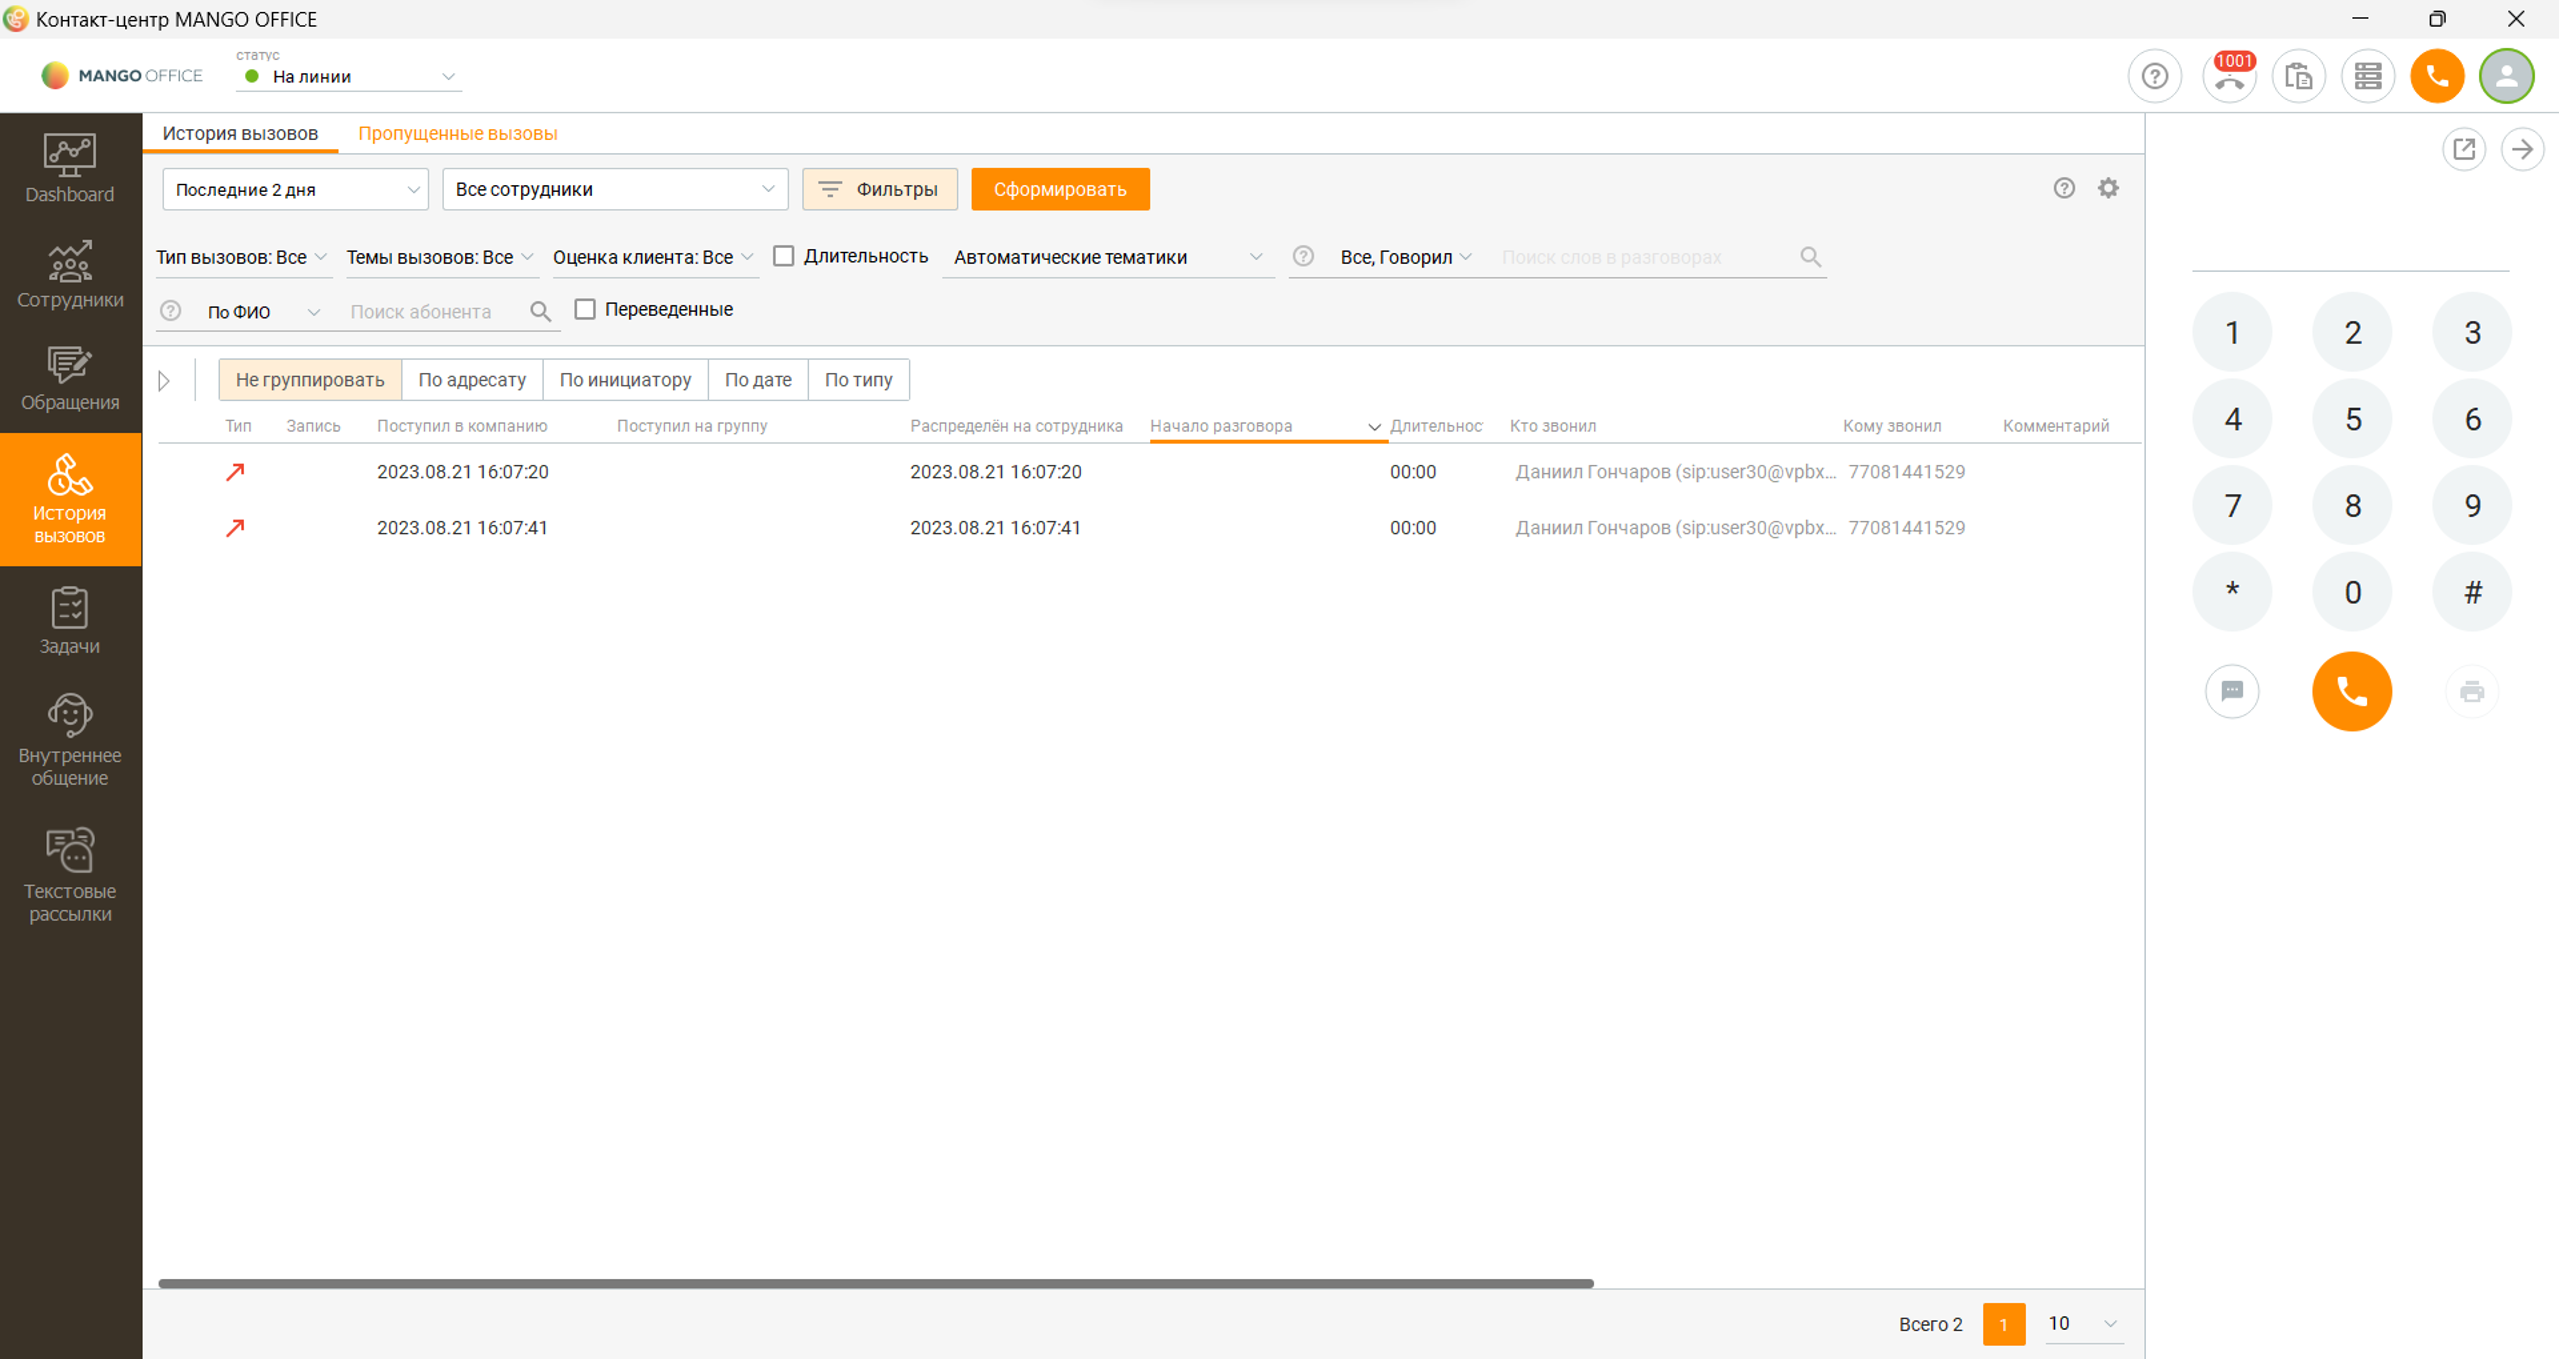 Контакт-центр MANGO OFFICE
MANGO OFFICE
статус
На линии
1001
Dashboard
Сотрудники
Обращения
История
вызовов
Задачи
Внутреннее
общение
Текстовые
рассылки
История вызовов Пропущенные вызовы
Последние 2 дня Все сотрудники Фильтры Сформировать
Тип вызовов: Все Темы вызовов: Все Оценка клиента: Все Длительность Автоматические тематики Все, Говорил Поиск слов в разговорах
По ФИО Поиск абонента Переведенные
Не группировать По адресату По инициатору По дате По типу
Тип Запись Поступил в компанию Поступил на группу Распределён на сотрудника Начало разговора Длительнос Кто звонил Кому звонил Комментарий
2023.08.21 16:07:20 2023.08.21 16:07:20 00:00 Даниил Гончаров (sip:user30@vpbx... 77081441529
2023.08.21 16:07:41 2023.08.21 16:07:41 00:00 Даниил Гончаров (sip:user30@vpbx... 77081441529
Всего 2 1 10
1 2 3
4 5 6
7 8 9
* 0 #